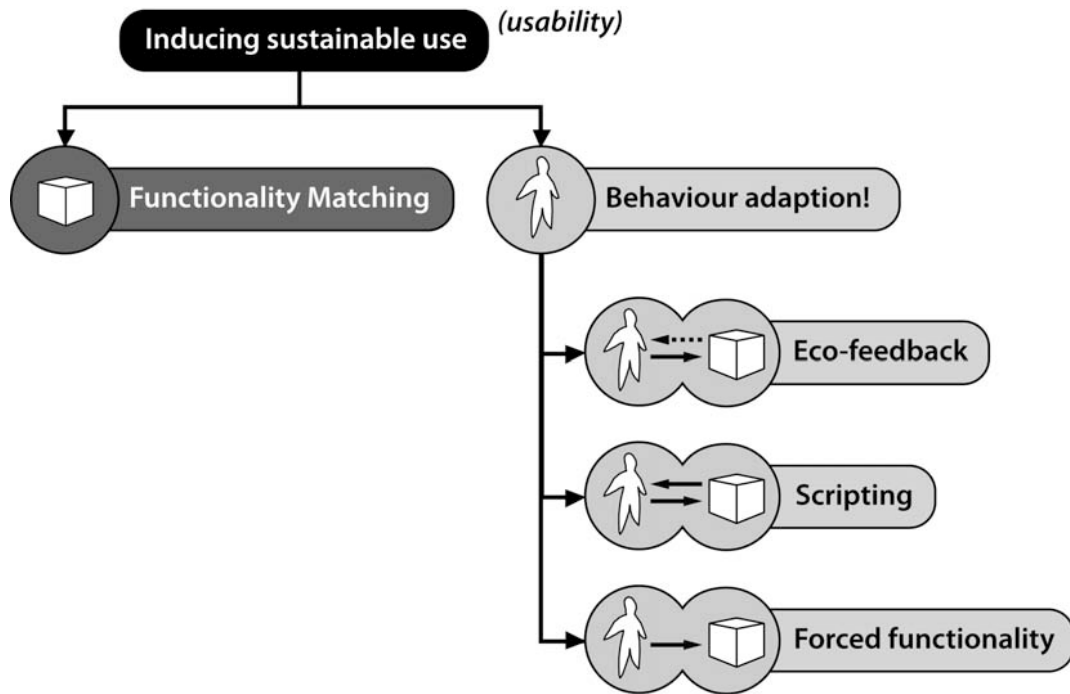 Inducing sustainable use
(usability)
Functionality Matching
Behaviour adaption!
Eco-feedback
Scripting
Forced functionality